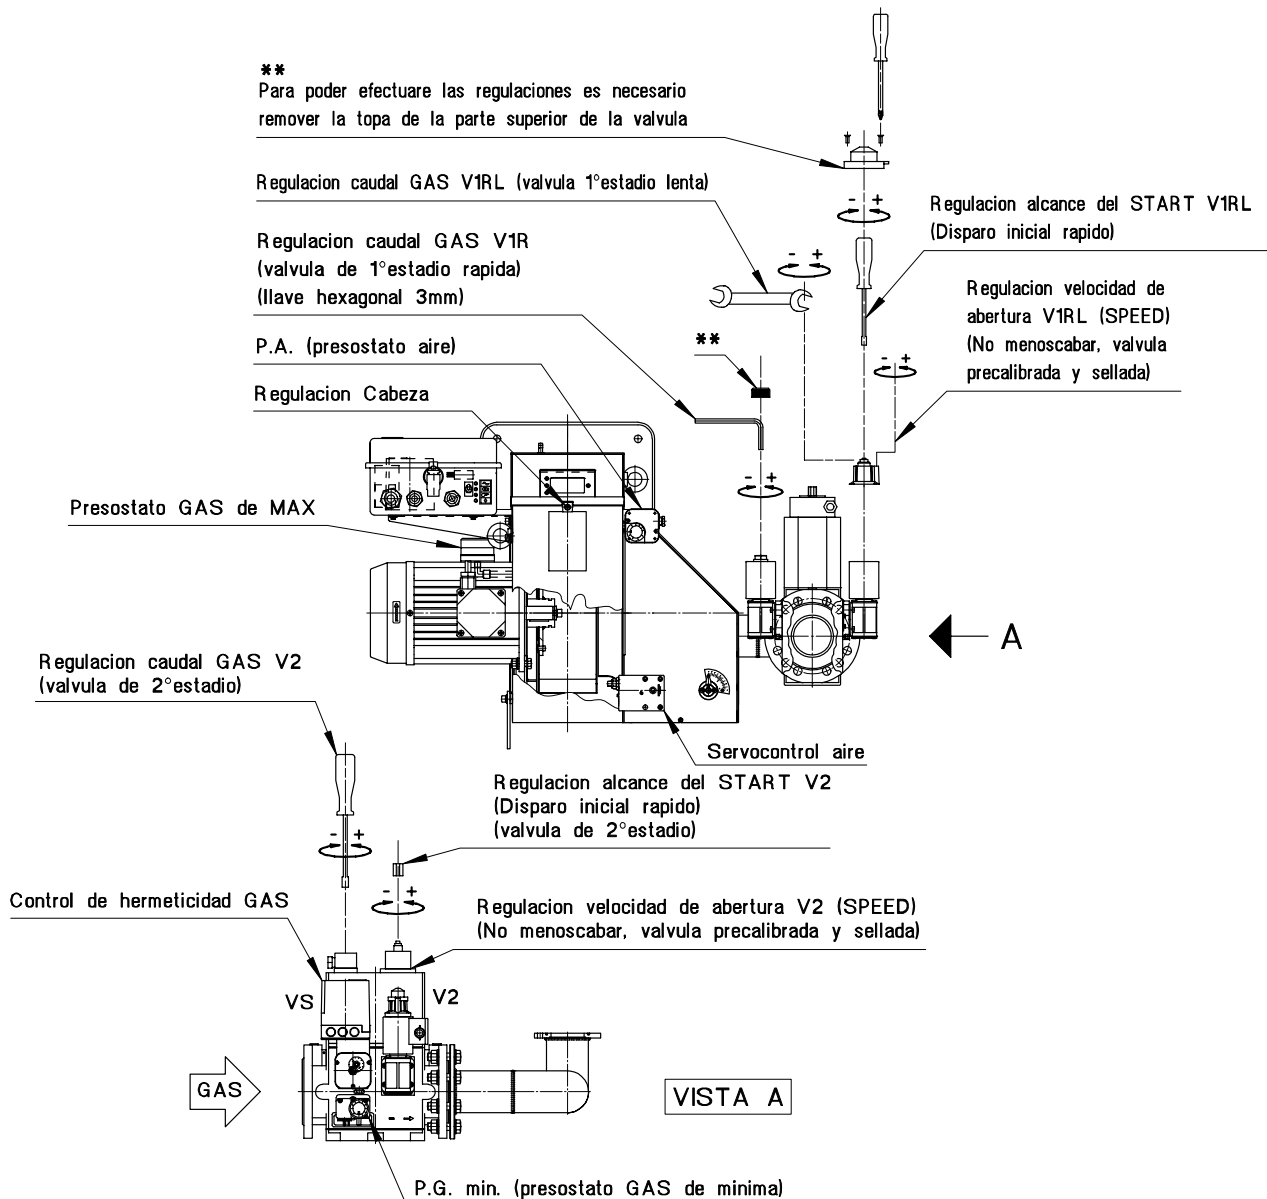 **
Para poder efectuare las regulaciones es necesario
remover la topa de la parte superior de la valvula
Regulacion caudal GAS V1RL (valvula 1°estadio lenta)
- +
Regulacion alcance del START V1RL
(Disparo inicial rapido)
Regulacion caudal GAS V1R
(valvula de 1°estadio rapida)
(llave hexagonal 3mm)
- +
Regulacion velocidad de
abertura V1RL (SPEED)
(No menoscabar, valvula
precalibrada y sellada)
**
P.A. (presostato aire)
- +
Regulacion Cabeza
- +
Presostato GAS de MAX
A
Regulacion caudal GAS V2
(valvula de 2°estadio)
Servocontrol aire
Regulacion alcance del START V2
(Disparo inicial rapido)
(valvula de 2°estadio)
- +
Control de hermeticidad GAS
- +
Regulacion velocidad de abertura V2 (SPEED)
(No menoscabar, valvula precalibrada y sellada)
VS
V2
GAS
VISTA A
P.G. min. (presostato GAS de minima)